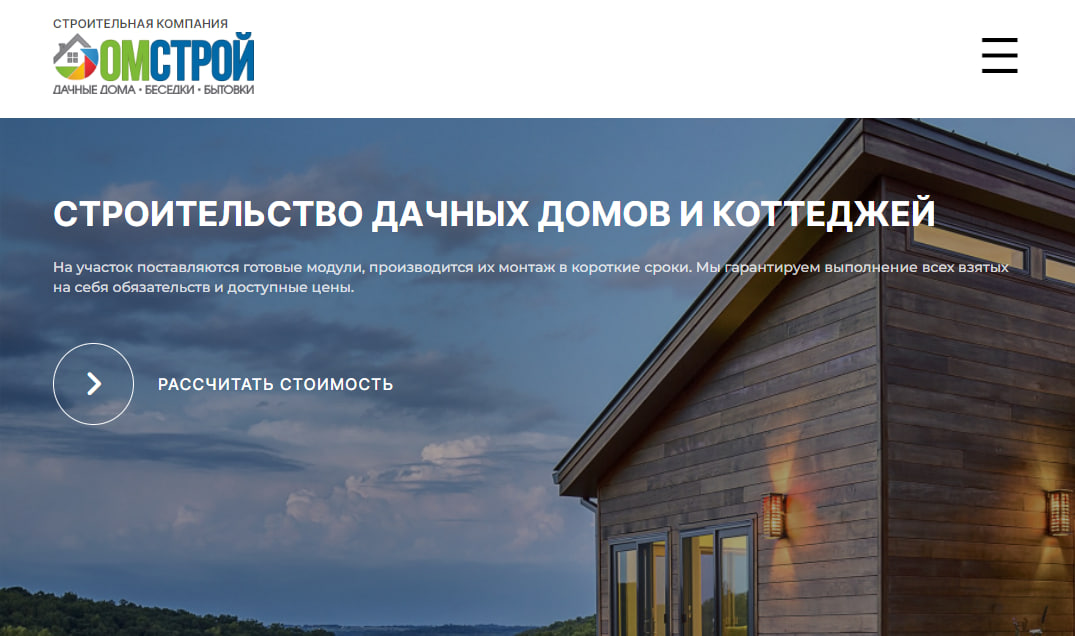 СТРОИТЕЛЬНАЯ КОМПАНИЯ
ДОМСТРОЙ
ДАЧНЫЕ ДОМА • БЕСЕДКИ • БЫТОВКИ
СТРОИТЕЛЬСТВО ДАЧНЫХ ДОМОВ И КОТТЕДЖЕЙ
На участок поставляются готовые модули, производится их монтаж в короткие сроки. Мы гарантируем выполнение всех взятых
на себя обязательств и доступные цены.
РАССЧИТАТЬ СТОИМОСТЬ